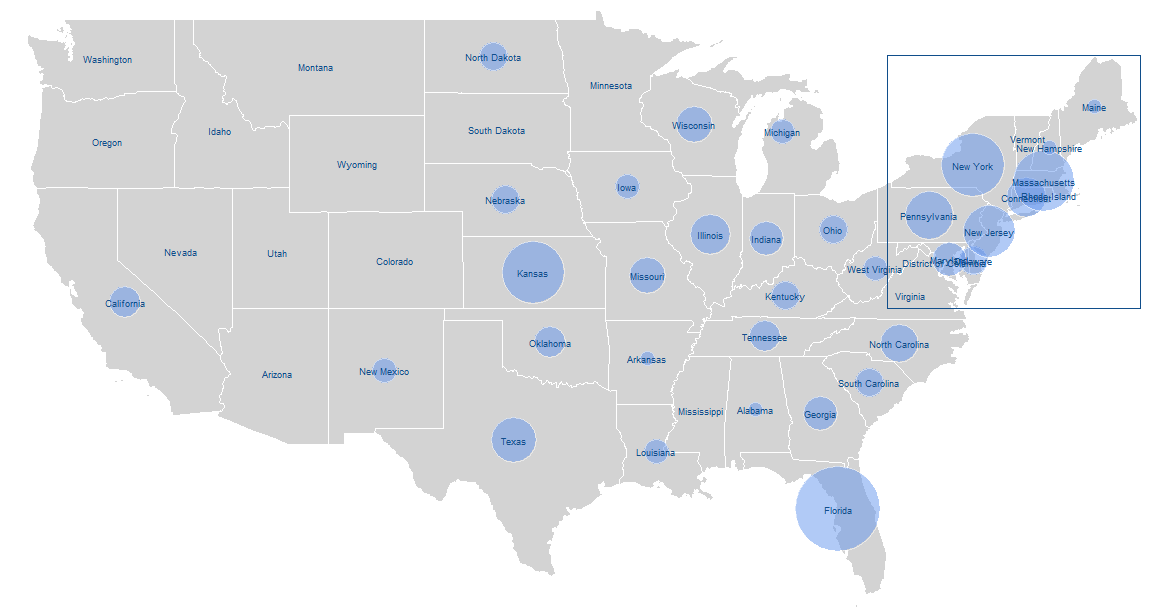 Washington
Montana
North Dakota
Minnesota
Oregon
Idaho
South Dakota
Wyoming
Wisconsin
Michigan
Maine
Vermont
New Hampshire
New York
Massachusetts
Rhode Island
Connecticut
Iowa
Nebraska
Pennsylvania
New Jersey
Illinois
Indiana
Ohio
Nevada
Utah
Colorado
Kansas
Missouri
West Virginia
Maryland
Delaware
District of Columbia
Virginia
California
Kentucky
Oklahoma
Tennessee
North Carolina
Arkansas
New Mexico
Arizona
South Carolina
Mississippi
Alabama
Georgia
Texas
Louisiana
Florida